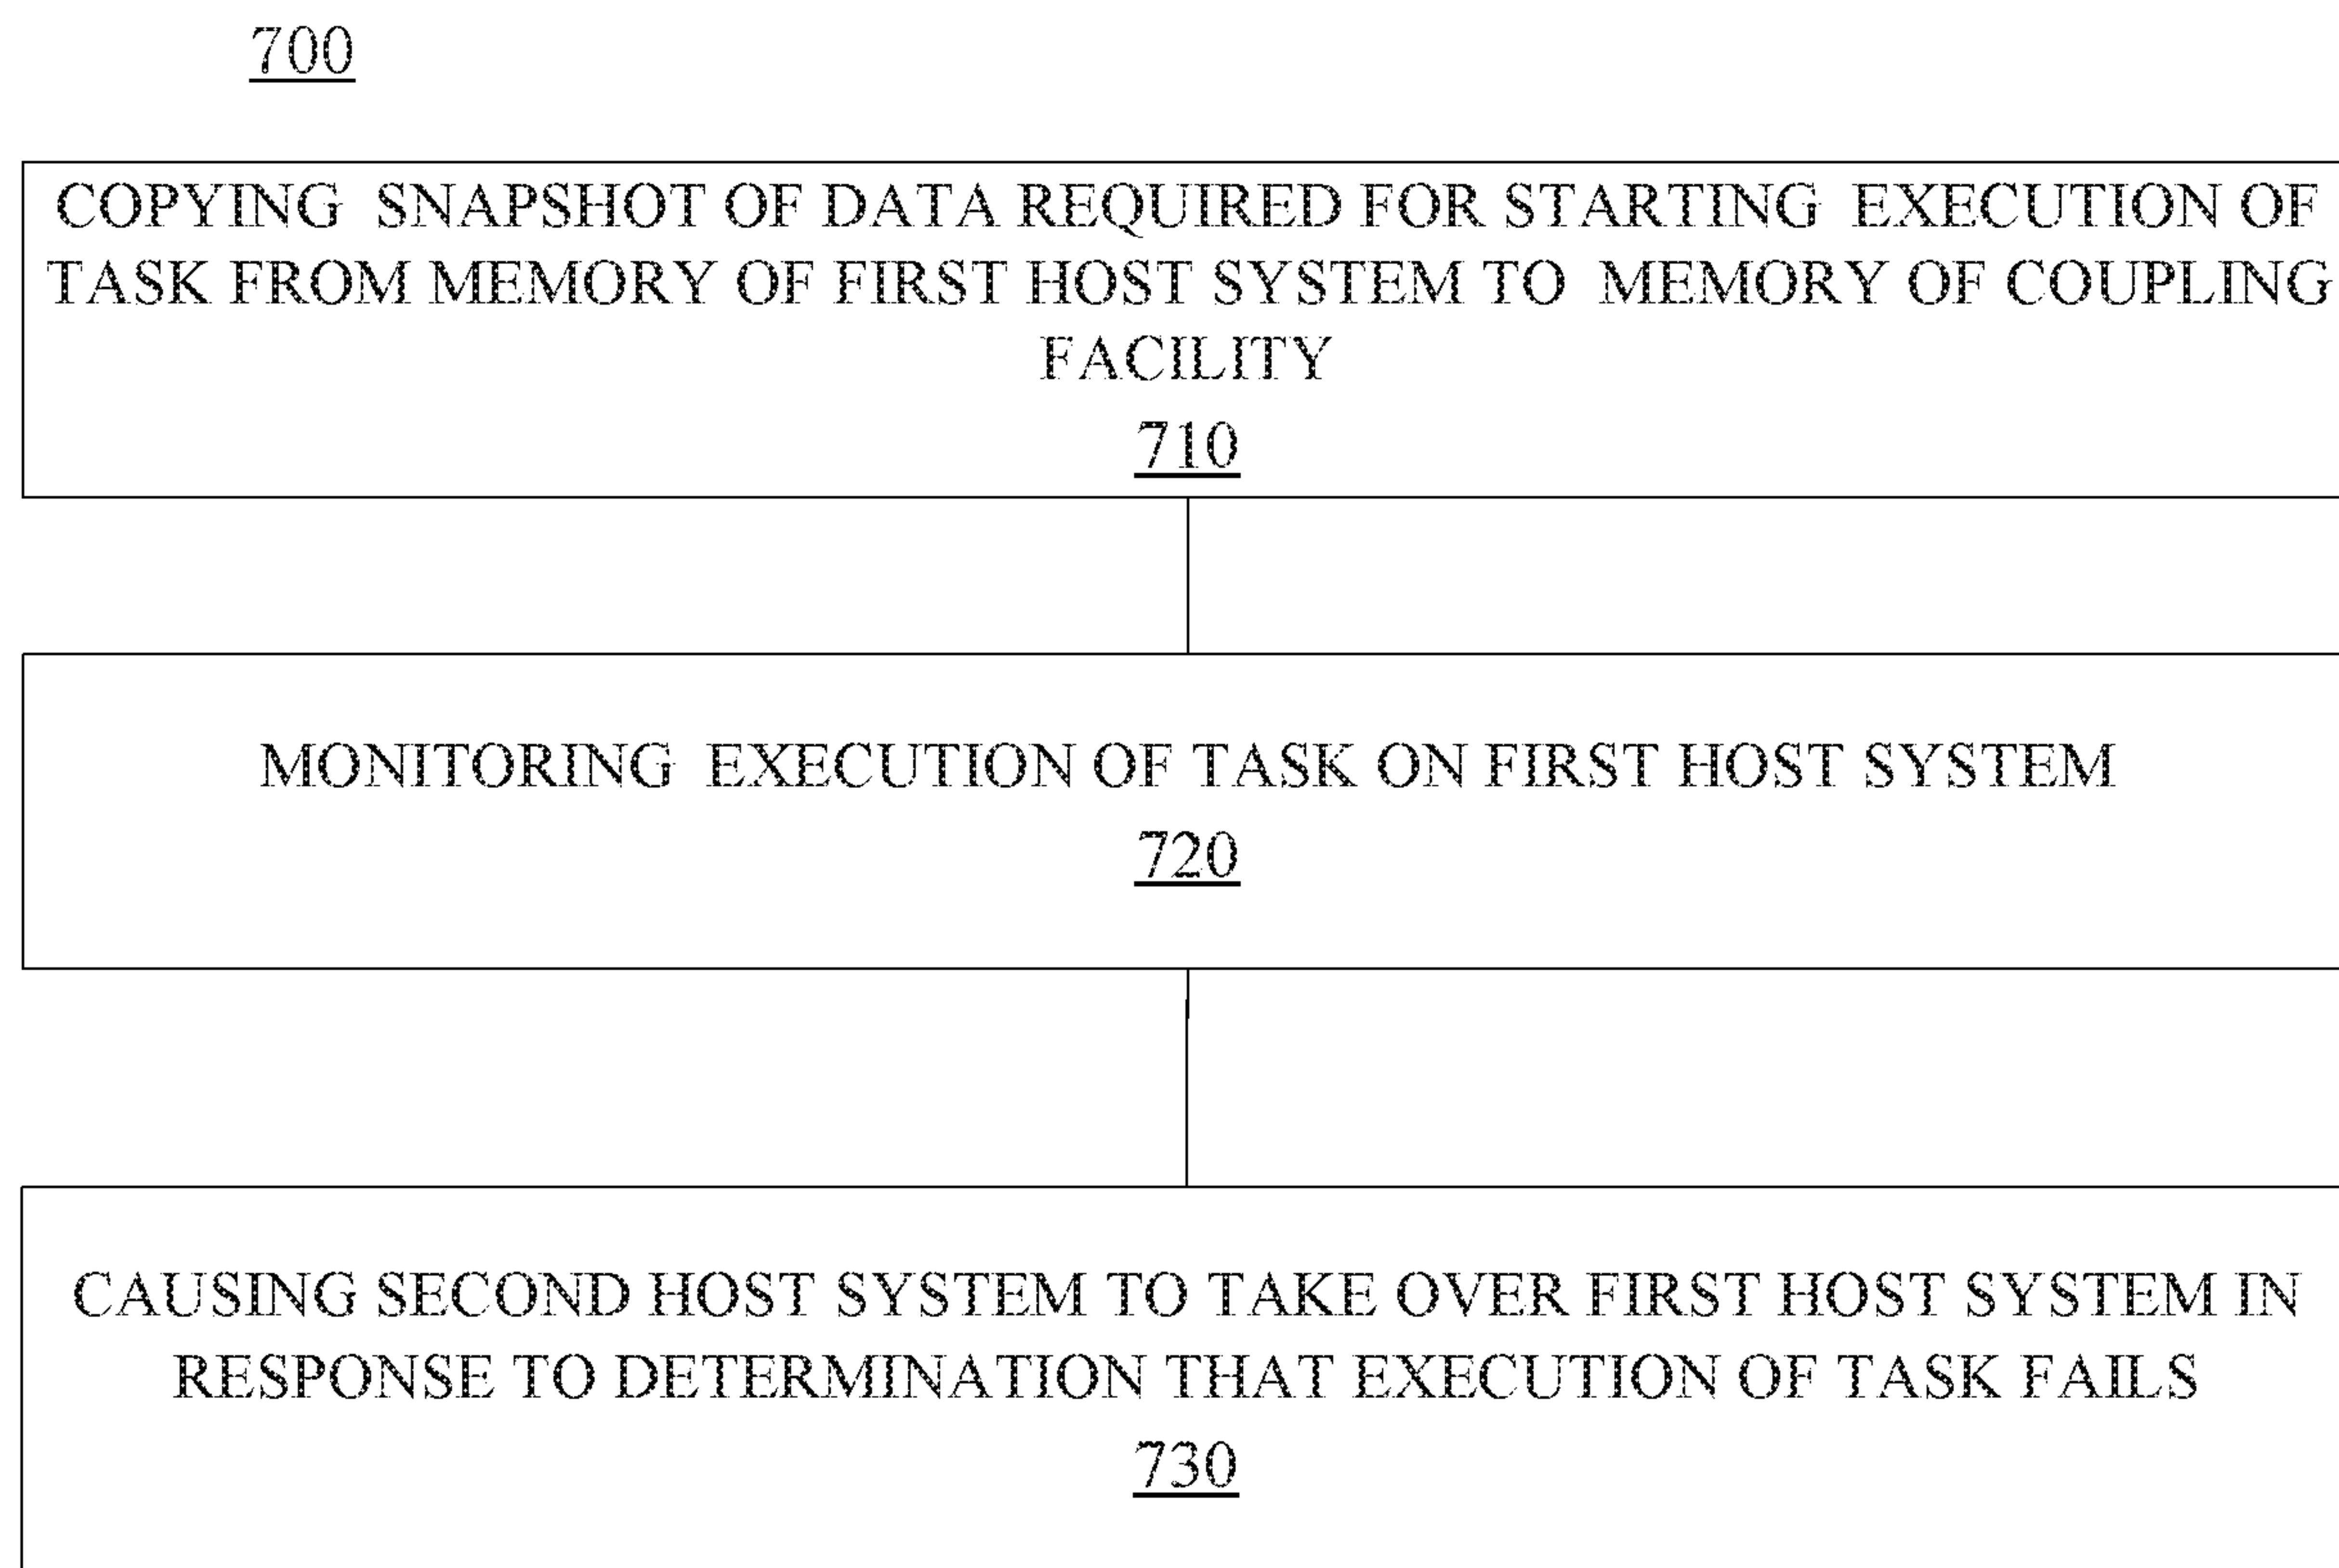 700
COPYING SNAPSHOT OF DATA REQUIRED FOR STARTING EXECUTION OF
TASK FROM MEMORY OF FIRST HOST SYSTEM TO MEMORY OF COUPLING
FACILITY
710
MONITORING EXECUTION OF TASK ON FIRST HOST SYSTEM
720
CAUSING SECOND HOST SYSTEM TO TAKE OVER FIRST HOST SYSTEM IN
RESPONSE TO DETERMINATION THAT EXECUTION OF TASK FAILS
730